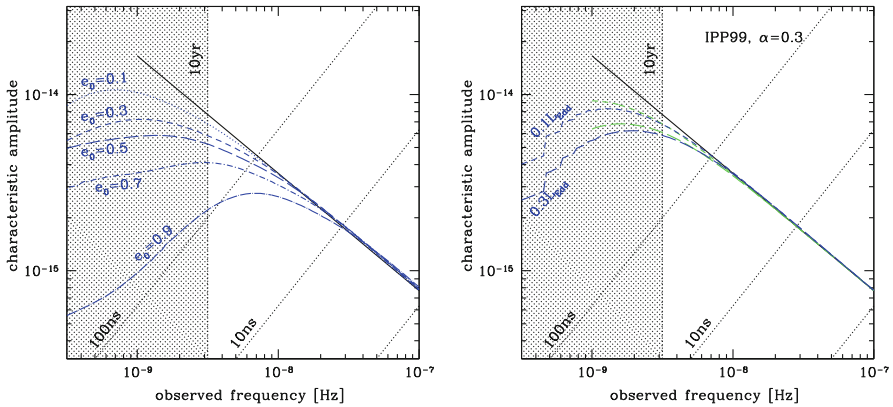 10⁻¹⁴
10⁻¹⁵
characteristic amplitude
e₀=0.1
e₀=0.3
e₀=0.5
e₀=0.7
e₀=0.9
10yr
100ns
10ns
10⁻⁹
10⁻⁸
10⁻⁷
observed frequency [Hz]
IPP99, α=0.3
10⁻¹⁴
10⁻¹⁵
characteristic amplitude
0.1L_Edd
0.3L_Edd
10yr
100ns
10ns
10⁻⁹
10⁻⁸
10⁻⁷
observed frequency [Hz]